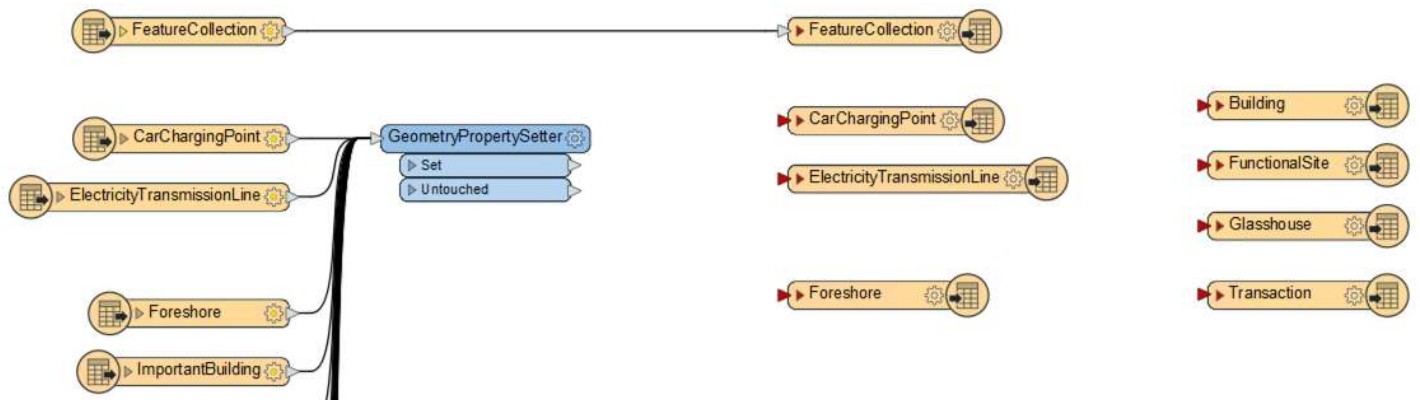 FeatureCollection
FeatureCollection
Building
CarChargingPoint
GeometryPropertySetter
CarChargingPoint
Set
FunctionalSite
ElectricityTransmissionLine
Untouched
ElectricityTransmissionLine
Glasshouse
Foreshore
Foreshore
Transaction
ImportantBuilding